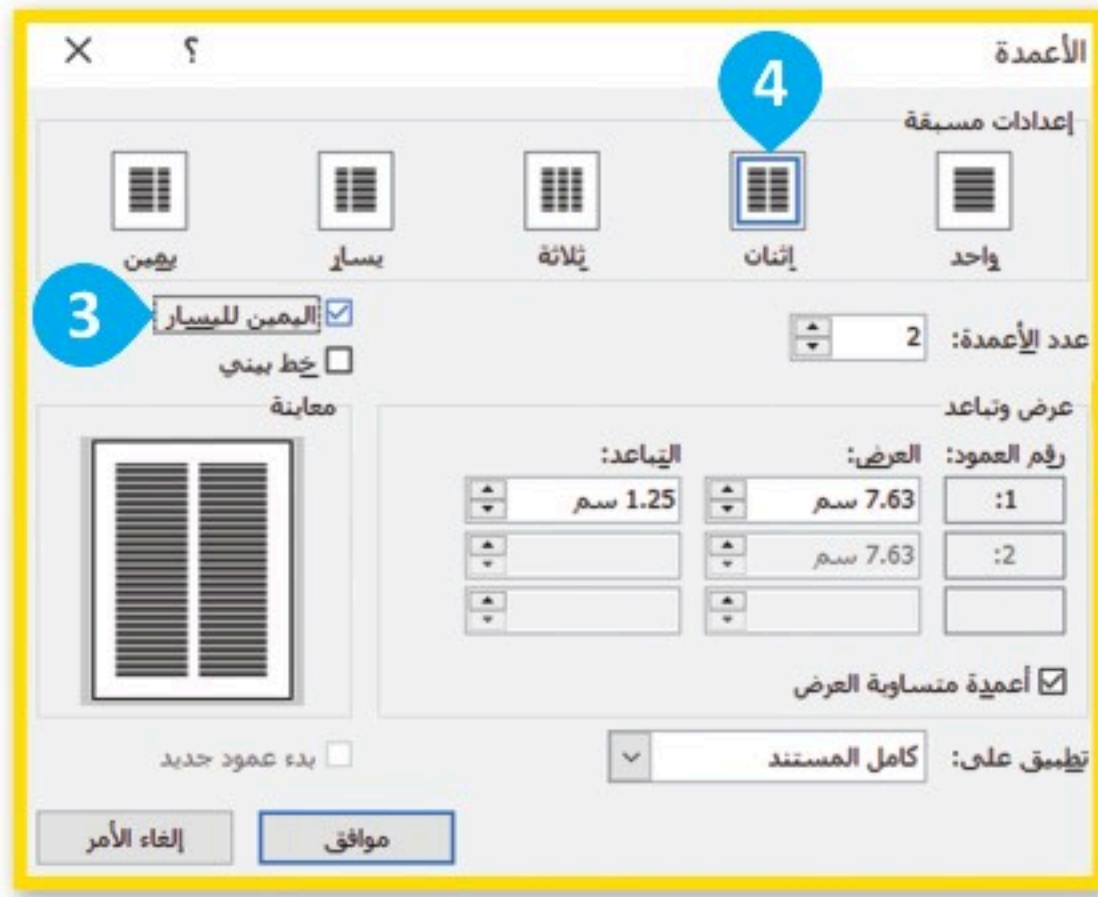 الأعمدة
؟
4
إعدادات مسبقة
واحد
إثنات
ثلاثة
يسار
يمين
عدد الأعمدة: 2
اليمين لليسار
3
خط بيني
عرض وتباعد
رقم العمود: العرض: التباعد:
1: 7.63 سم 1.25 سم
2: 7.63 سم
أعمدة متساوية العرض
معاينة
تطبيق على: كامل المستند
بدء عمود جديد
موافق
إلغاء الأمر